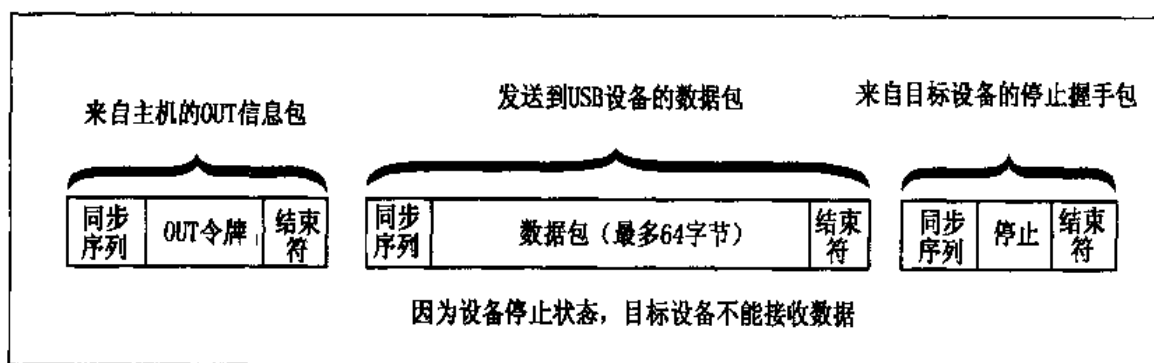 来自主机的OUT信息包
发送到USB设备的数据包
来自目标设备的停止握手包
同步
序列
OUT令牌
结束
符
同步
序列
数据包（最多64字节）
结束
符
同步
序列
停止
结束
符
因为设备停止状态，目标设备不能接收数据